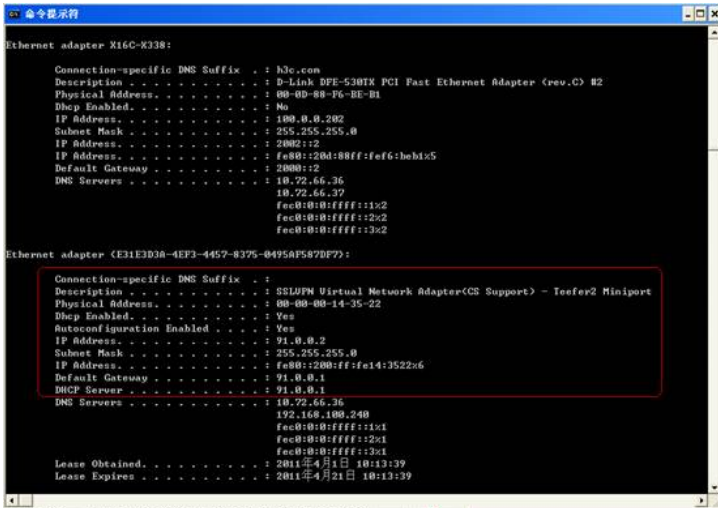 命令提示符
Ethernet adapter X16C-X338:
Connection-specific DNS Suffix . : h3c.com
Description . . . . . . . . . . . : D-Link DFE-530TX PCI Fast Ethernet Adapter (rev.C) #2
Physical Address. . . . . . . . . : 00-0D-88-F6-BE-B1
Dhcp Enabled. . . . . . . . . . . : No
IP Address. . . . . . . . . . . . : 100.0.0.202
Subnet Mask . . . . . . . . . . . : 255.255.255.0
IP Address. . . . . . . . . . . . : 2002::2
IP Address. . . . . . . . . . . . : fe80::20d:88ff:fef6:beb1%5
Default Gateway . . . . . . . . . : 2000::2
DNS Servers . . . . . . . . . . . : 10.72.66.36
10.72.66.37
fec0:0:0:ffff::1%2
fec0:0:0:ffff::2%2
fec0:0:0:ffff::3%2
Ethernet adapter {E31E3D3A-4EF3-4457-8375-0495AF587DF7}:
Connection-specific DNS Suffix . :
Description . . . . . . . . . . . : SSLVPN Virtual Network Adapter(CS Support) - Teefer2 Miniport
Physical Address. . . . . . . . . : 00-00-00-14-35-22
Dhcp Enabled. . . . . . . . . . . : Yes
Autoconfiguration Enabled . . . . : Yes
IP Address. . . . . . . . . . . . : 91.0.0.2
Subnet Mask . . . . . . . . . . . : 255.255.255.0
IP Address. . . . . . . . . . . . : fe80::200:ff:fe14:3522%6
Default Gateway . . . . . . . . . : 91.0.0.1
DHCP Server . . . . . . . . . . . : 91.0.0.1
DNS Servers . . . . . . . . . . . : 10.72.66.36
192.168.100.240
fec0:0:0:ffff::1%1
fec0:0:0:ffff::2%1
fec0:0:0:ffff::3%1
Lease Obtained. . . . . . . . . . : 2011年4月1日 10:13:39
Lease Expires . . . . . . . . . . : 2011年4月21日 10:13:39